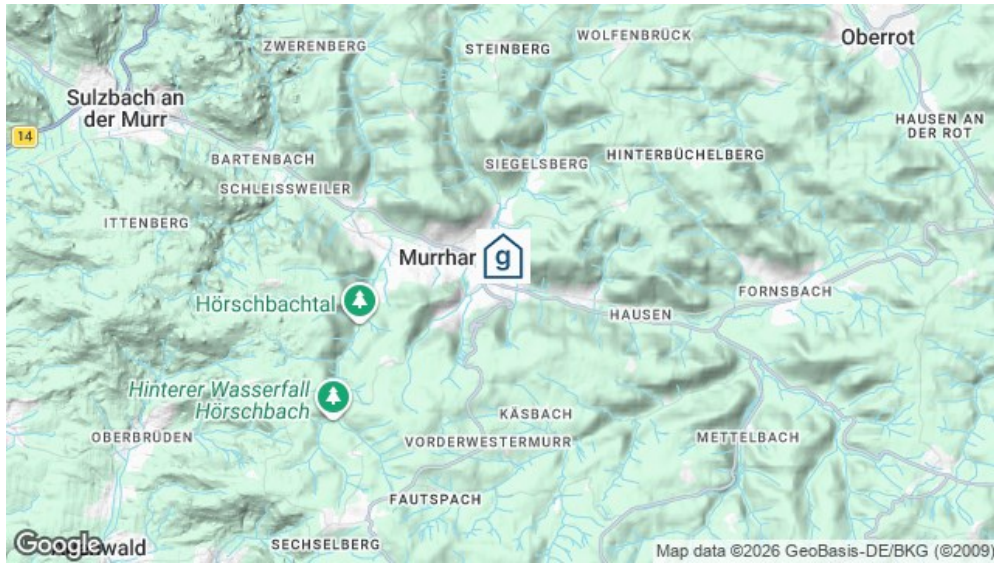 ZWERENBERG
STEINBERG
WOLFENBRÜCK
Oberrot
Sulzbach an
der Murr
14
HAUSEN AN
DER ROT
BARTENBACH
SIEGELSBERG
HINTERBÜCHELBERG
SCHLEISSWEILER
ITTENBERG
Murrhar
g
Hörschbachtal
FORNSBACH
HAUSEN
Hinterer Wasserfall
Hörschbach
KÄSBACH
OBERBRÜDEN
VORDERWESTERMURR
METTELBACH
FAUTSPACH
SECHSELBERG
Google
wald
Map data ©2026 GeoBasis-DE/BKG (©2009)